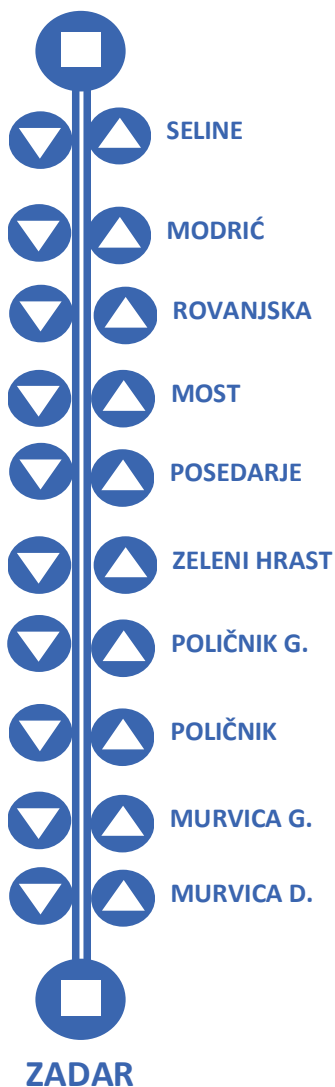 SELINE
MODRIĆ
ROVANJSKA
MOST
POSEDARJE
ZELENI HRAST
POLIČNIK G.
POLIČNIK
MURVICA G.
MURVICA D.
ZADAR